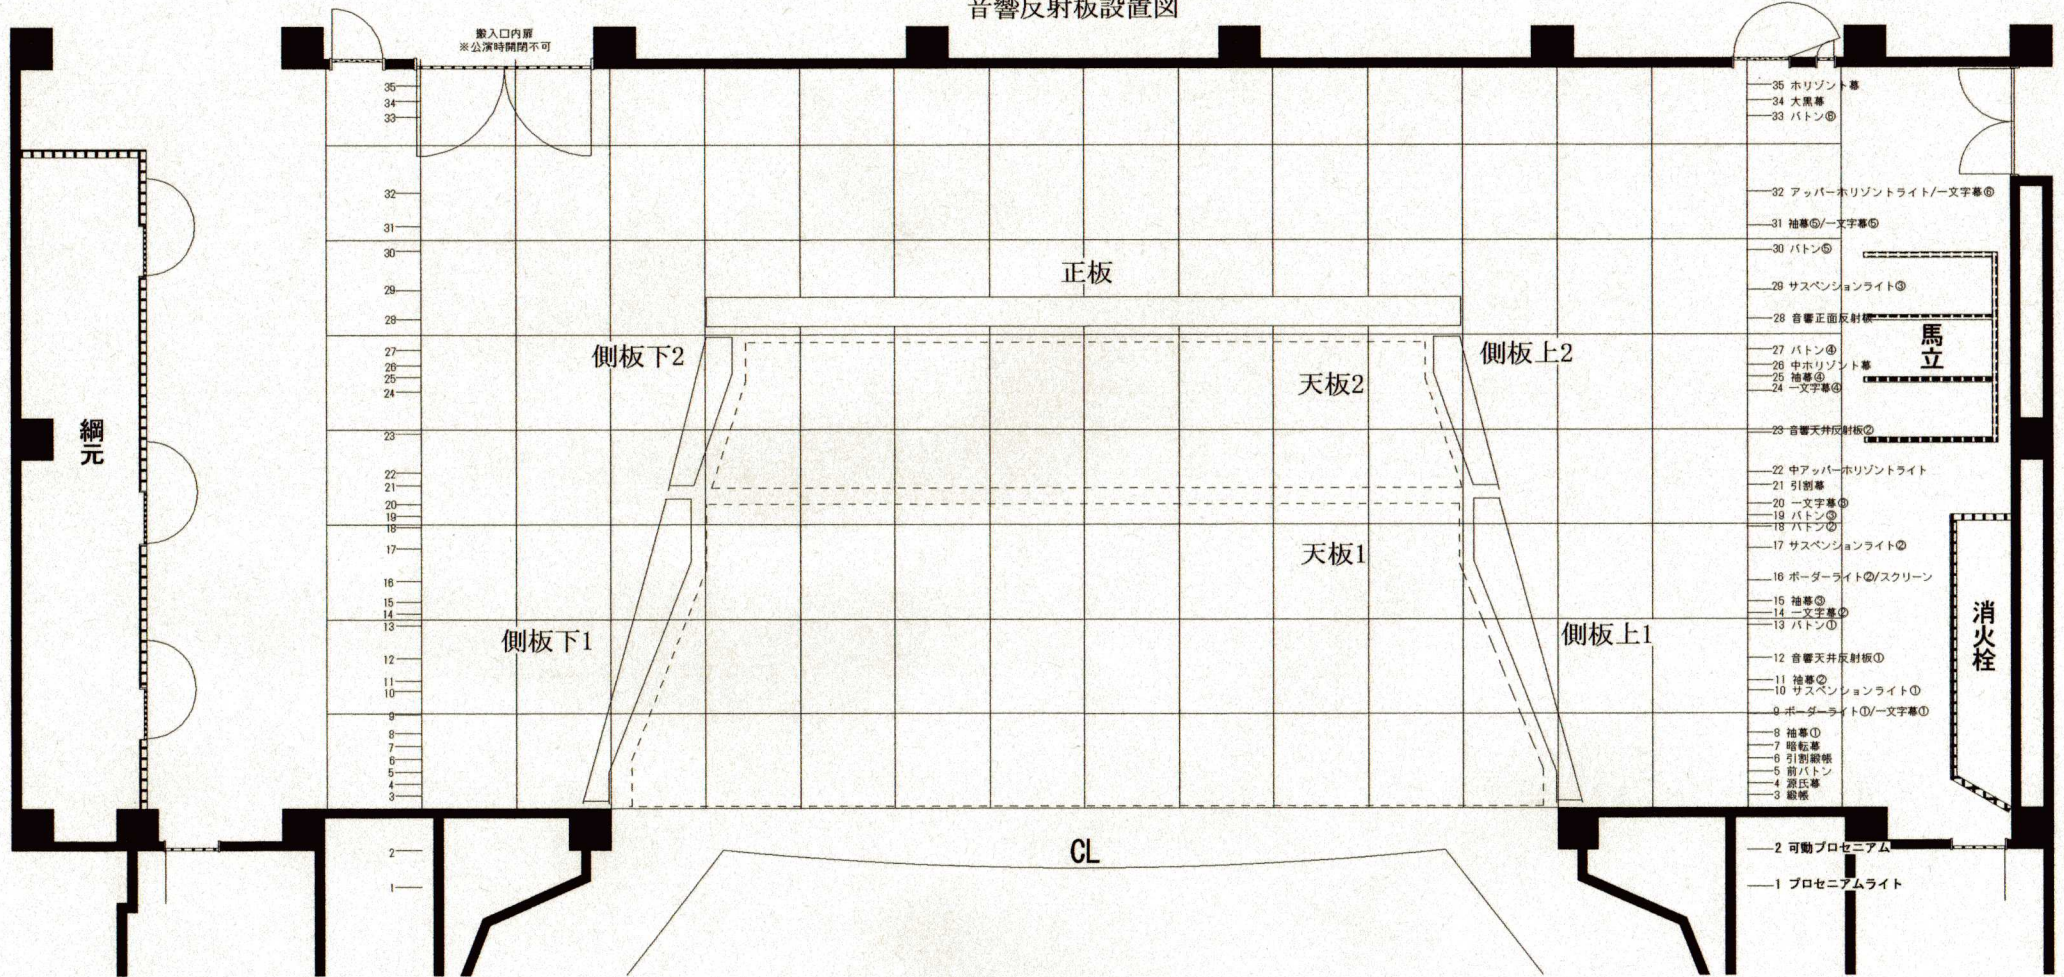 音響反射板設置図
搬入口内扉
※公演時開閉不可
35
34
33
32
31
30
29
28
27
26
25
24
23
22
21
20
19
18
17
16
15
14
13
12
11
10
9
8
7
6
5
4
3
2
1
綱元
正板
側板下2
側板上2
天板2
天板1
側板下1
側板上1
CL
35 ホリゾント幕
34 大黒幕
33 バトン⑥
32 アッパーホリゾントライト/一文字幕⑥
31 袖幕⑤/一文字幕⑤
30 バトン⑤
29 サスペンションライト③
28 音響正面反射板
27 バトン④
26 中ホリゾント幕
25 袖幕④
24 一文字幕④
23 音響天井反射板②
22 中アッパーホリゾントライト
21 引割幕
20 一文字幕③
19 バトン③
18 バトン②
17 サスペンションライト②
16 ボーダーライト②/スクリーン
15 袖幕③
14 一文字幕②
13 バトン①
12 音響天井反射板①
11 袖幕②
10 サスペンションライト①
9 ボーダーライト①/一文字幕①
8 袖幕①
7 暗転幕
6 引割緞帳
5 前バトン
4 源氏幕
3 緞帳
2 可動プロセニアム
1 プロセニアムライト
馬立
消火栓